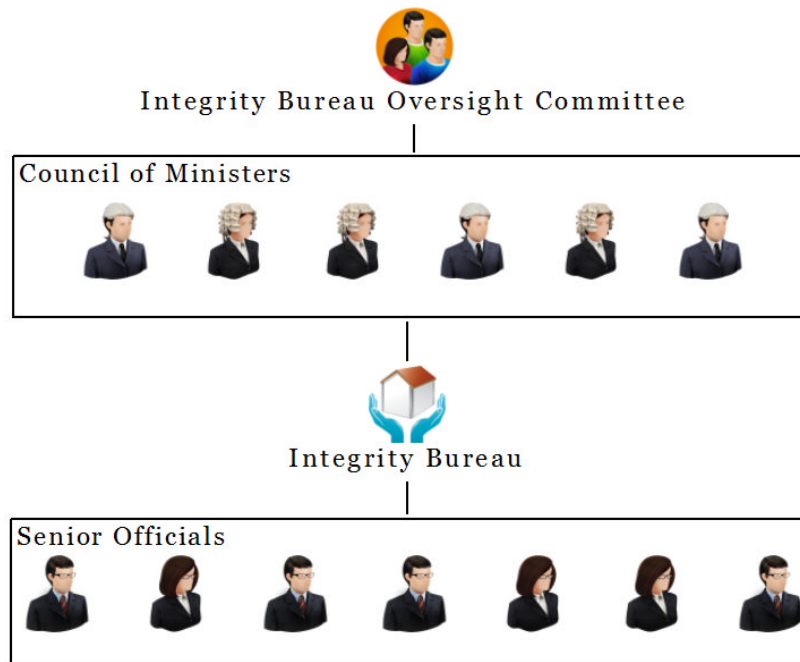 Integrity Bureau Oversight Committee
Council of Ministers
Integrity Bureau
Senior Officials